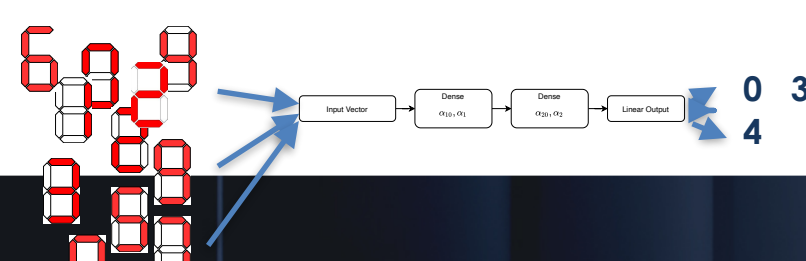 0 3
Input Vector
Dense
α₁₀, α₁
Dense
α₂₀, α₂
Linear Output
4